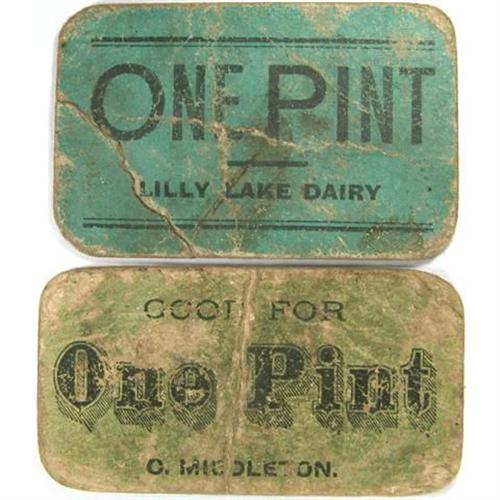 ONE PINT
LILLY LAKE DAIRY
GOOD FOR
One Pint
C. MIDDLETON.